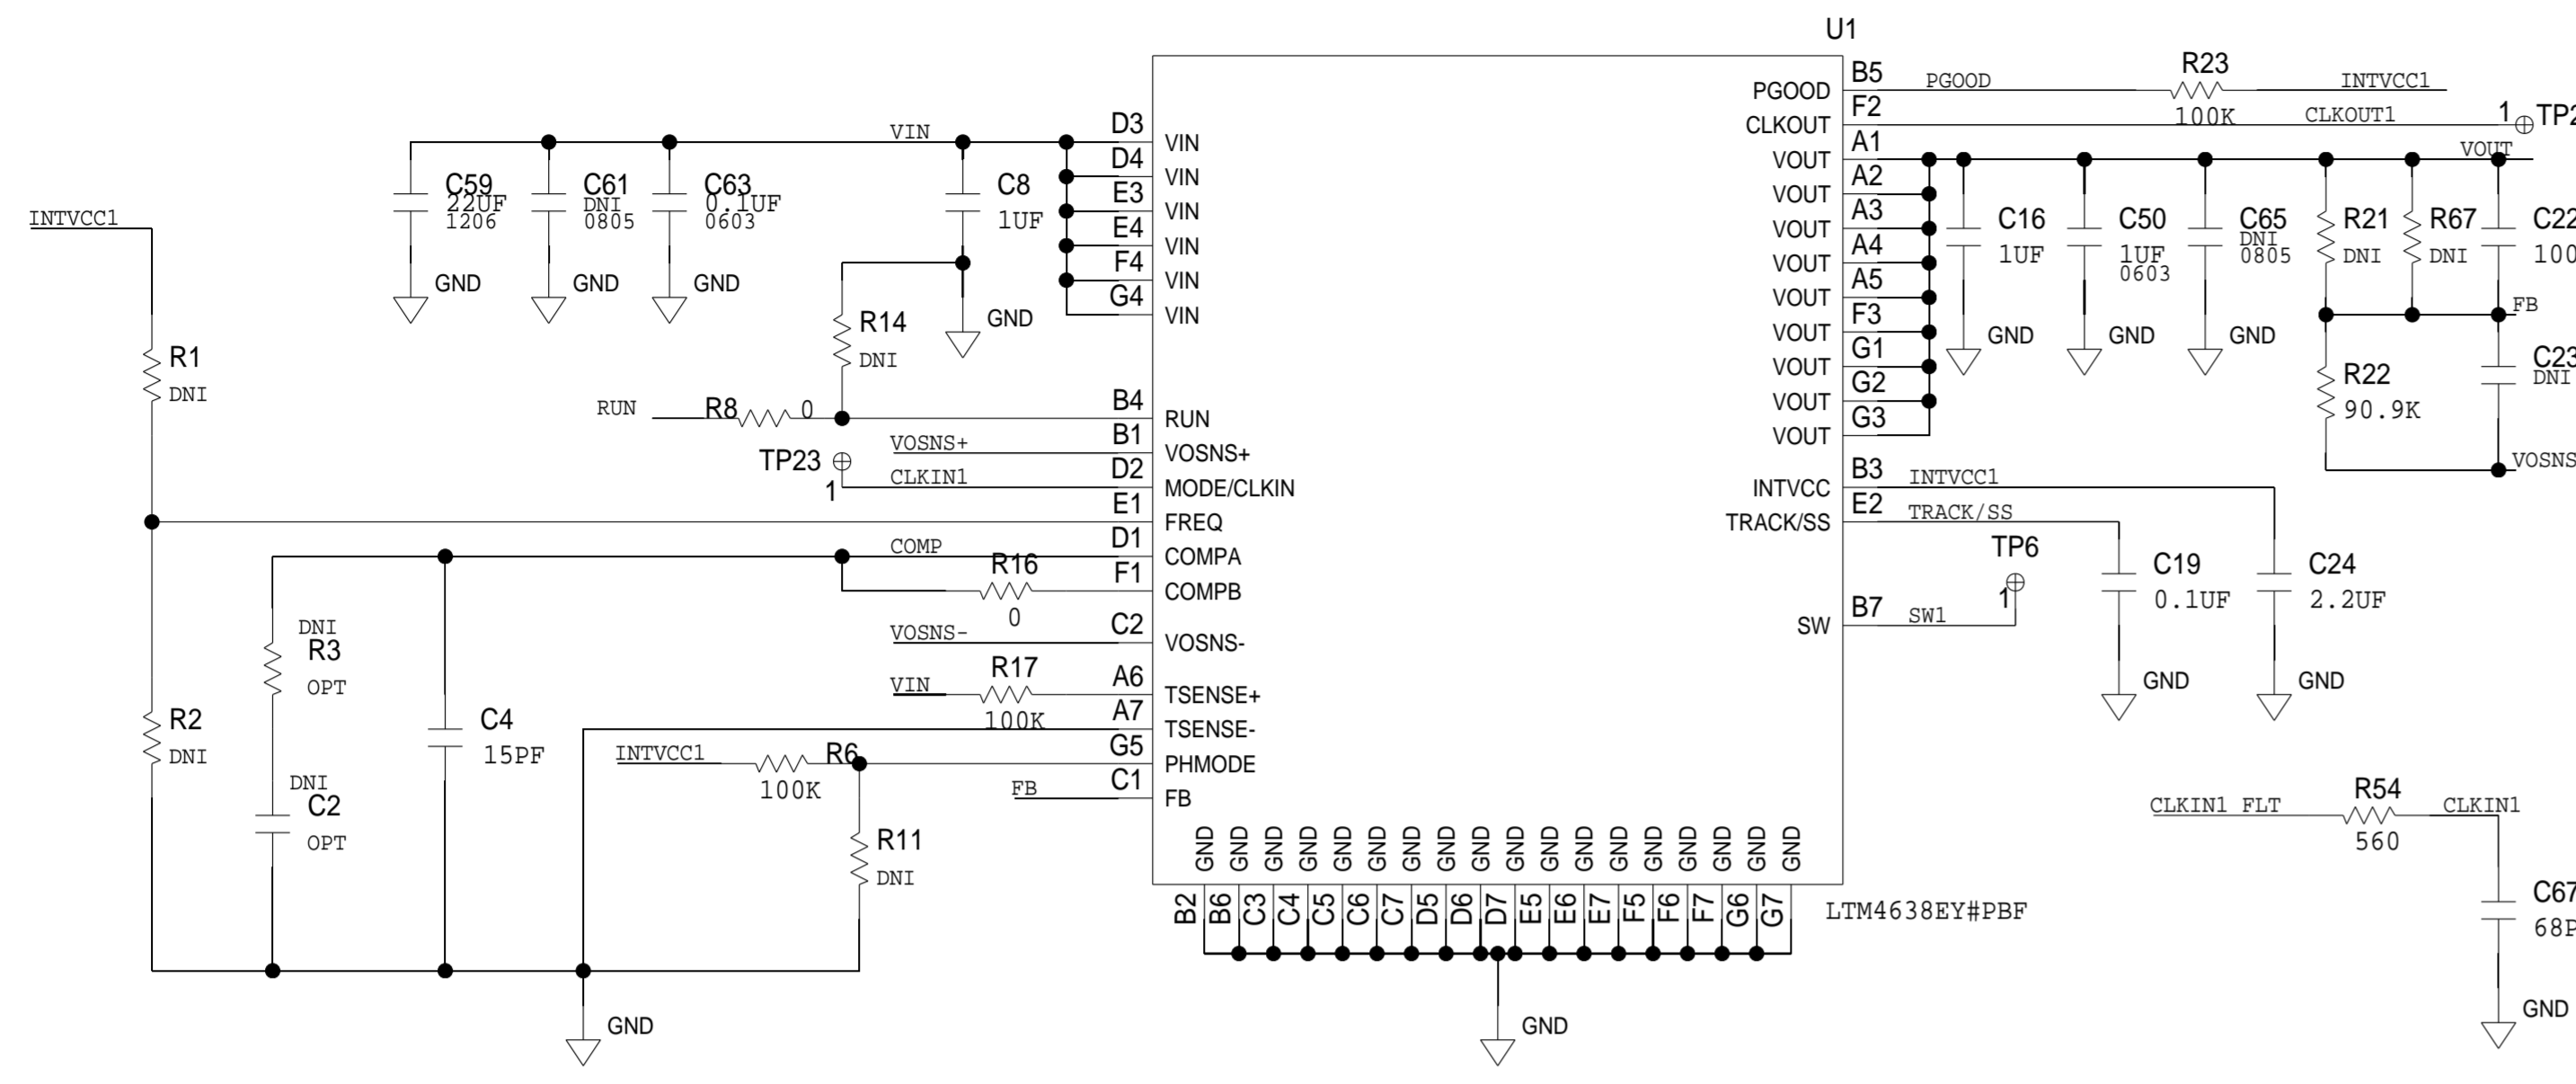 U1
B5 PGOOD R23 INTVCC1
PGOOD
F2 100K CLKOUT1 1 TP2
CLKOUT
D3 VIN A1 VOUT
VIN VOUT
D4 A2
C59 C61 C63 C8 VIN VOUT
22UF DNI 0.1UF 1UF
1206 0805 0603
E3 A3 C16 C50 C65 R21 R67 C22
INTVCC1 VIN VOUT 1UF 1UF DNI DNI DNI 100
0603 0805
E4 A4
VIN VOUT
F4 A5
GND GND GND VIN VOUT
G4 F3 FB
R14 GND VIN VOUT GND GND GND
DNI
G1
R1 VOUT R22 C23
DNI 90.9K DNI
G2
VOUT
RUN R8 0 B4 G3
RUN VOUT
VOSNS+ B1
VOSNS+
TP23 1 CLKIN1 D2 B3 INTVCC1 VOSNS
MODE/CLKIN INTVCC
E1 E2 TRACK/SS
FREQ TRACK/SS
COMP D1 TP6 C19 C24
COMPA 1 0.1UF 2.2UF
R16 F1
0 COMPB
DNI VOSNS- C2 B7 SW1
R3 VOSNS- SW
OPT
VIN R17 A6 GND GND
100K TSENSE+
R2 C4 A7
DNI 15PF TSENSE-
INTVCC1 R6 G5
100K PHMODE
DNI FB C1 CLKIN1 FLT R54 CLKIN1
C2 FB 560
OPT
R11 GND GND GND GND GND GND GND GND GND GND GND GND GND GND GND GND GND GND
DNI
B2 B6 C3 C4 C5 C6 C7 D5 D6 D7 E5 E6 E7 F5 F6 F7 G6 G7 LTM4638EY#PBF C67
68P
GND GND GND